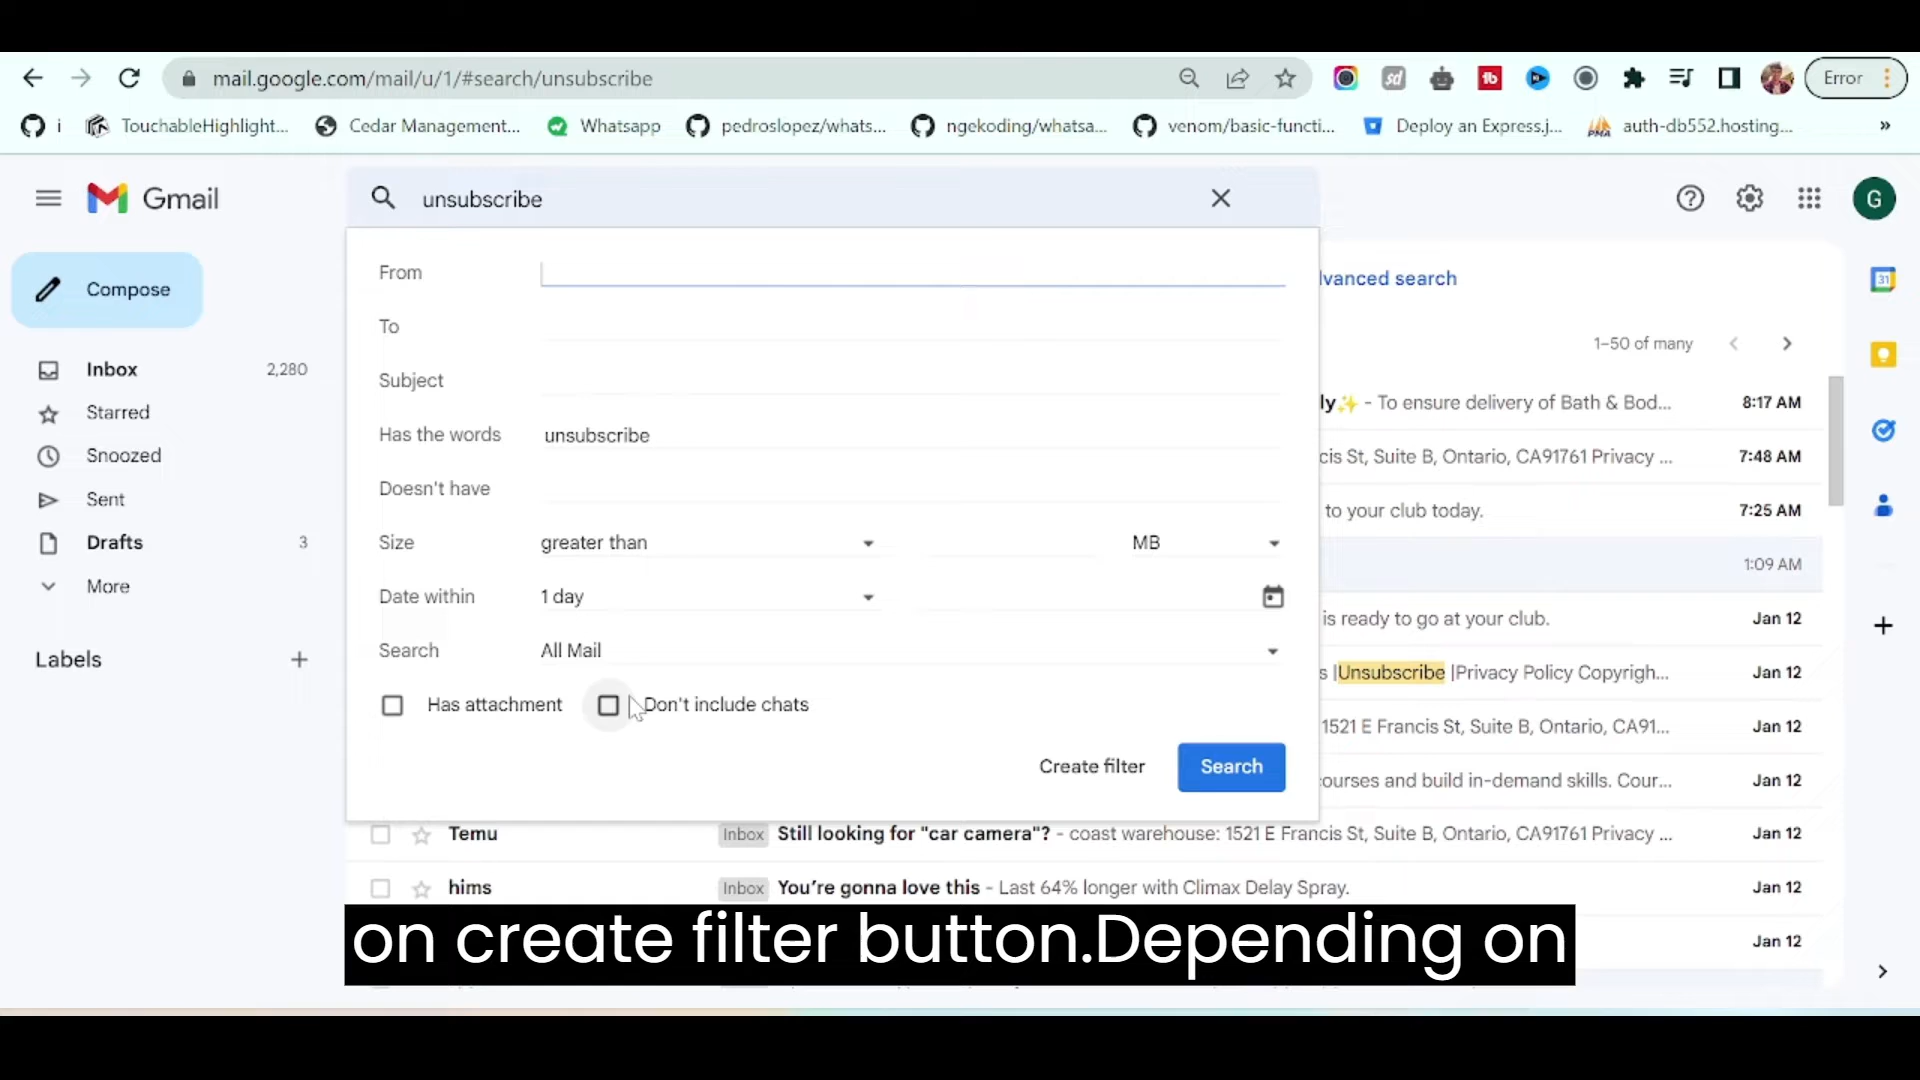 mail.google.com/mail/u/1/#search/unsubscribe
Error
i
TouchableHighlight...
Cedar Management...
Whatsapp
pedroslopez/whats...
ngekoding/whatsa...
venom/basic-functi...
Deploy an Express.j...
auth-db552.hosting...
»
Gmail
unsubscribe
G
Compose
Inbox 2,280
Starred
Snoozed
Sent
Drafts 3
More
Labels
From
To
Subject
Has the words unsubscribe
Doesn't have
Size greater than MB
Date within 1 day
Search All Mail
Has attachment Don't include chats
Create filter Search
lvanced search
1–50 of many
ly✨ - To ensure delivery of Bath & Bod... 8:17 AM
cis St, Suite B, Ontario, CA91761 Privacy ... 7:48 AM
to your club today. 7:25 AM
1:09 AM
is ready to go at your club. Jan 12
s |Unsubscribe |Privacy Policy Copyrigh... Jan 12
1521 E Francis St, Suite B, Ontario, CA91... Jan 12
ourses and build in-demand skills. Cour... Jan 12
Temu Inbox Still looking for "car camera"? - coast warehouse: 1521 E Francis St, Suite B, Ontario, CA91761 Privacy ... Jan 12
hims Inbox You're gonna love this - Last 64% longer with Climax Delay Spray. Jan 12
Jan 12
31
on create filter button.Depending on